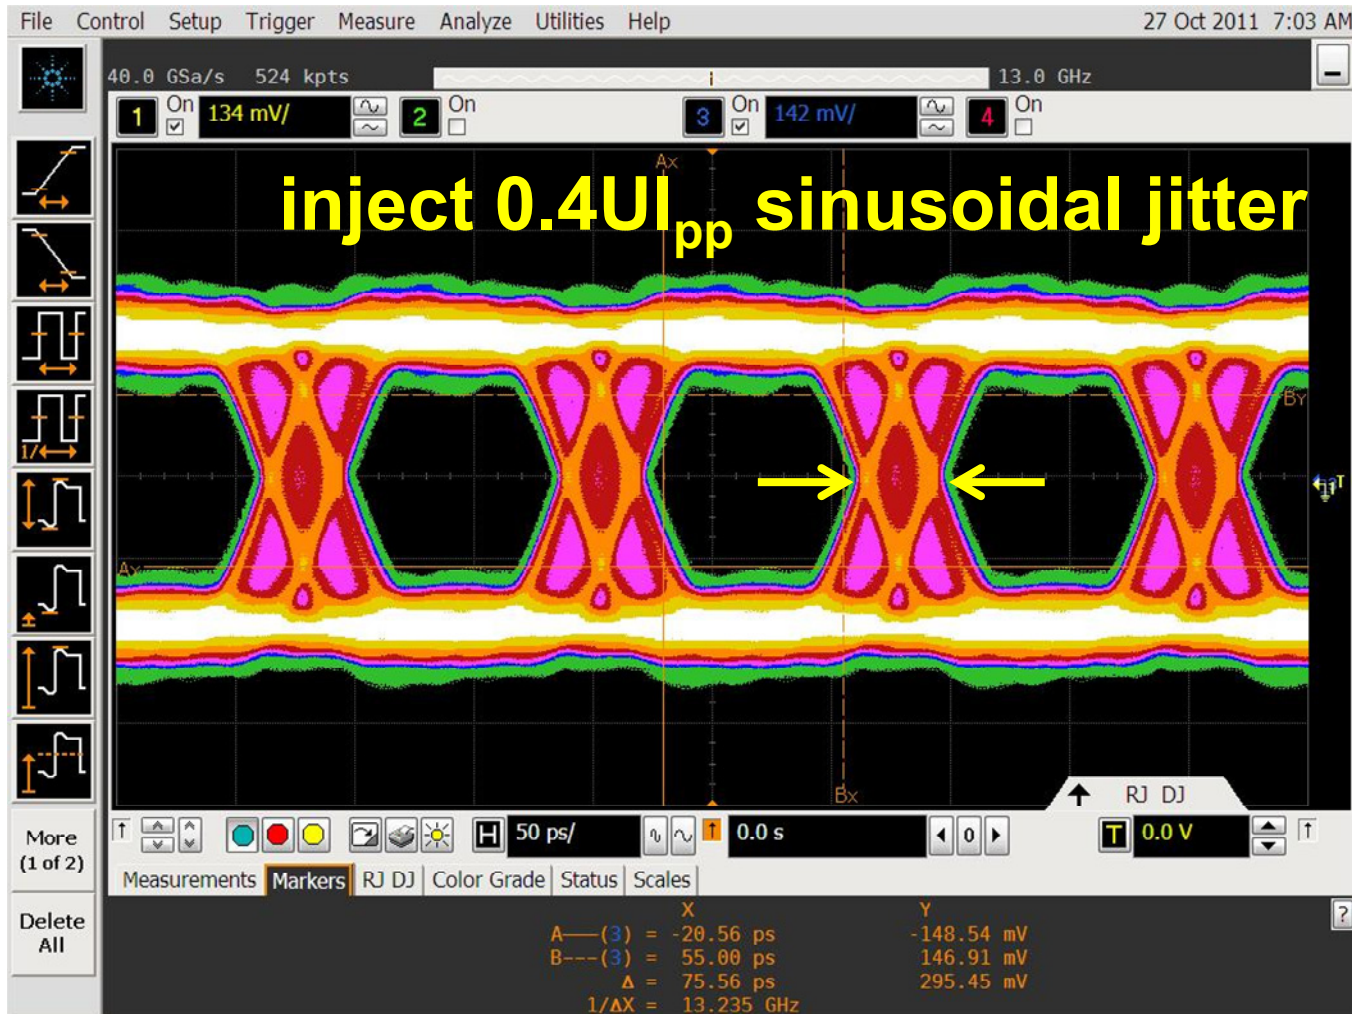 File Control Setup Trigger Measure Analyze Utilities Help 27 Oct 2011 7:03 AM
40.0 GSa/s 524 kpts 13.0 GHz
1 On 134 mV/ 2 On 3 On 142 mV/ 4 On
Ax
inject 0.4UIpp sinusoidal jitter
By
1/
T
Ay
Bx
RJ DJ
More
(1 of 2)
H 50 ps/ 0.0 s 0 T 0.0 V
Measurements Markers RJ DJ Color Grade Status Scales
Delete
All
?
X Y
A——(3) = -20.56 ps -148.54 mV
B---(3) = 55.00 ps 146.91 mV
Δ = 75.56 ps 295.45 mV
1/ΔX = 13.235 GHz